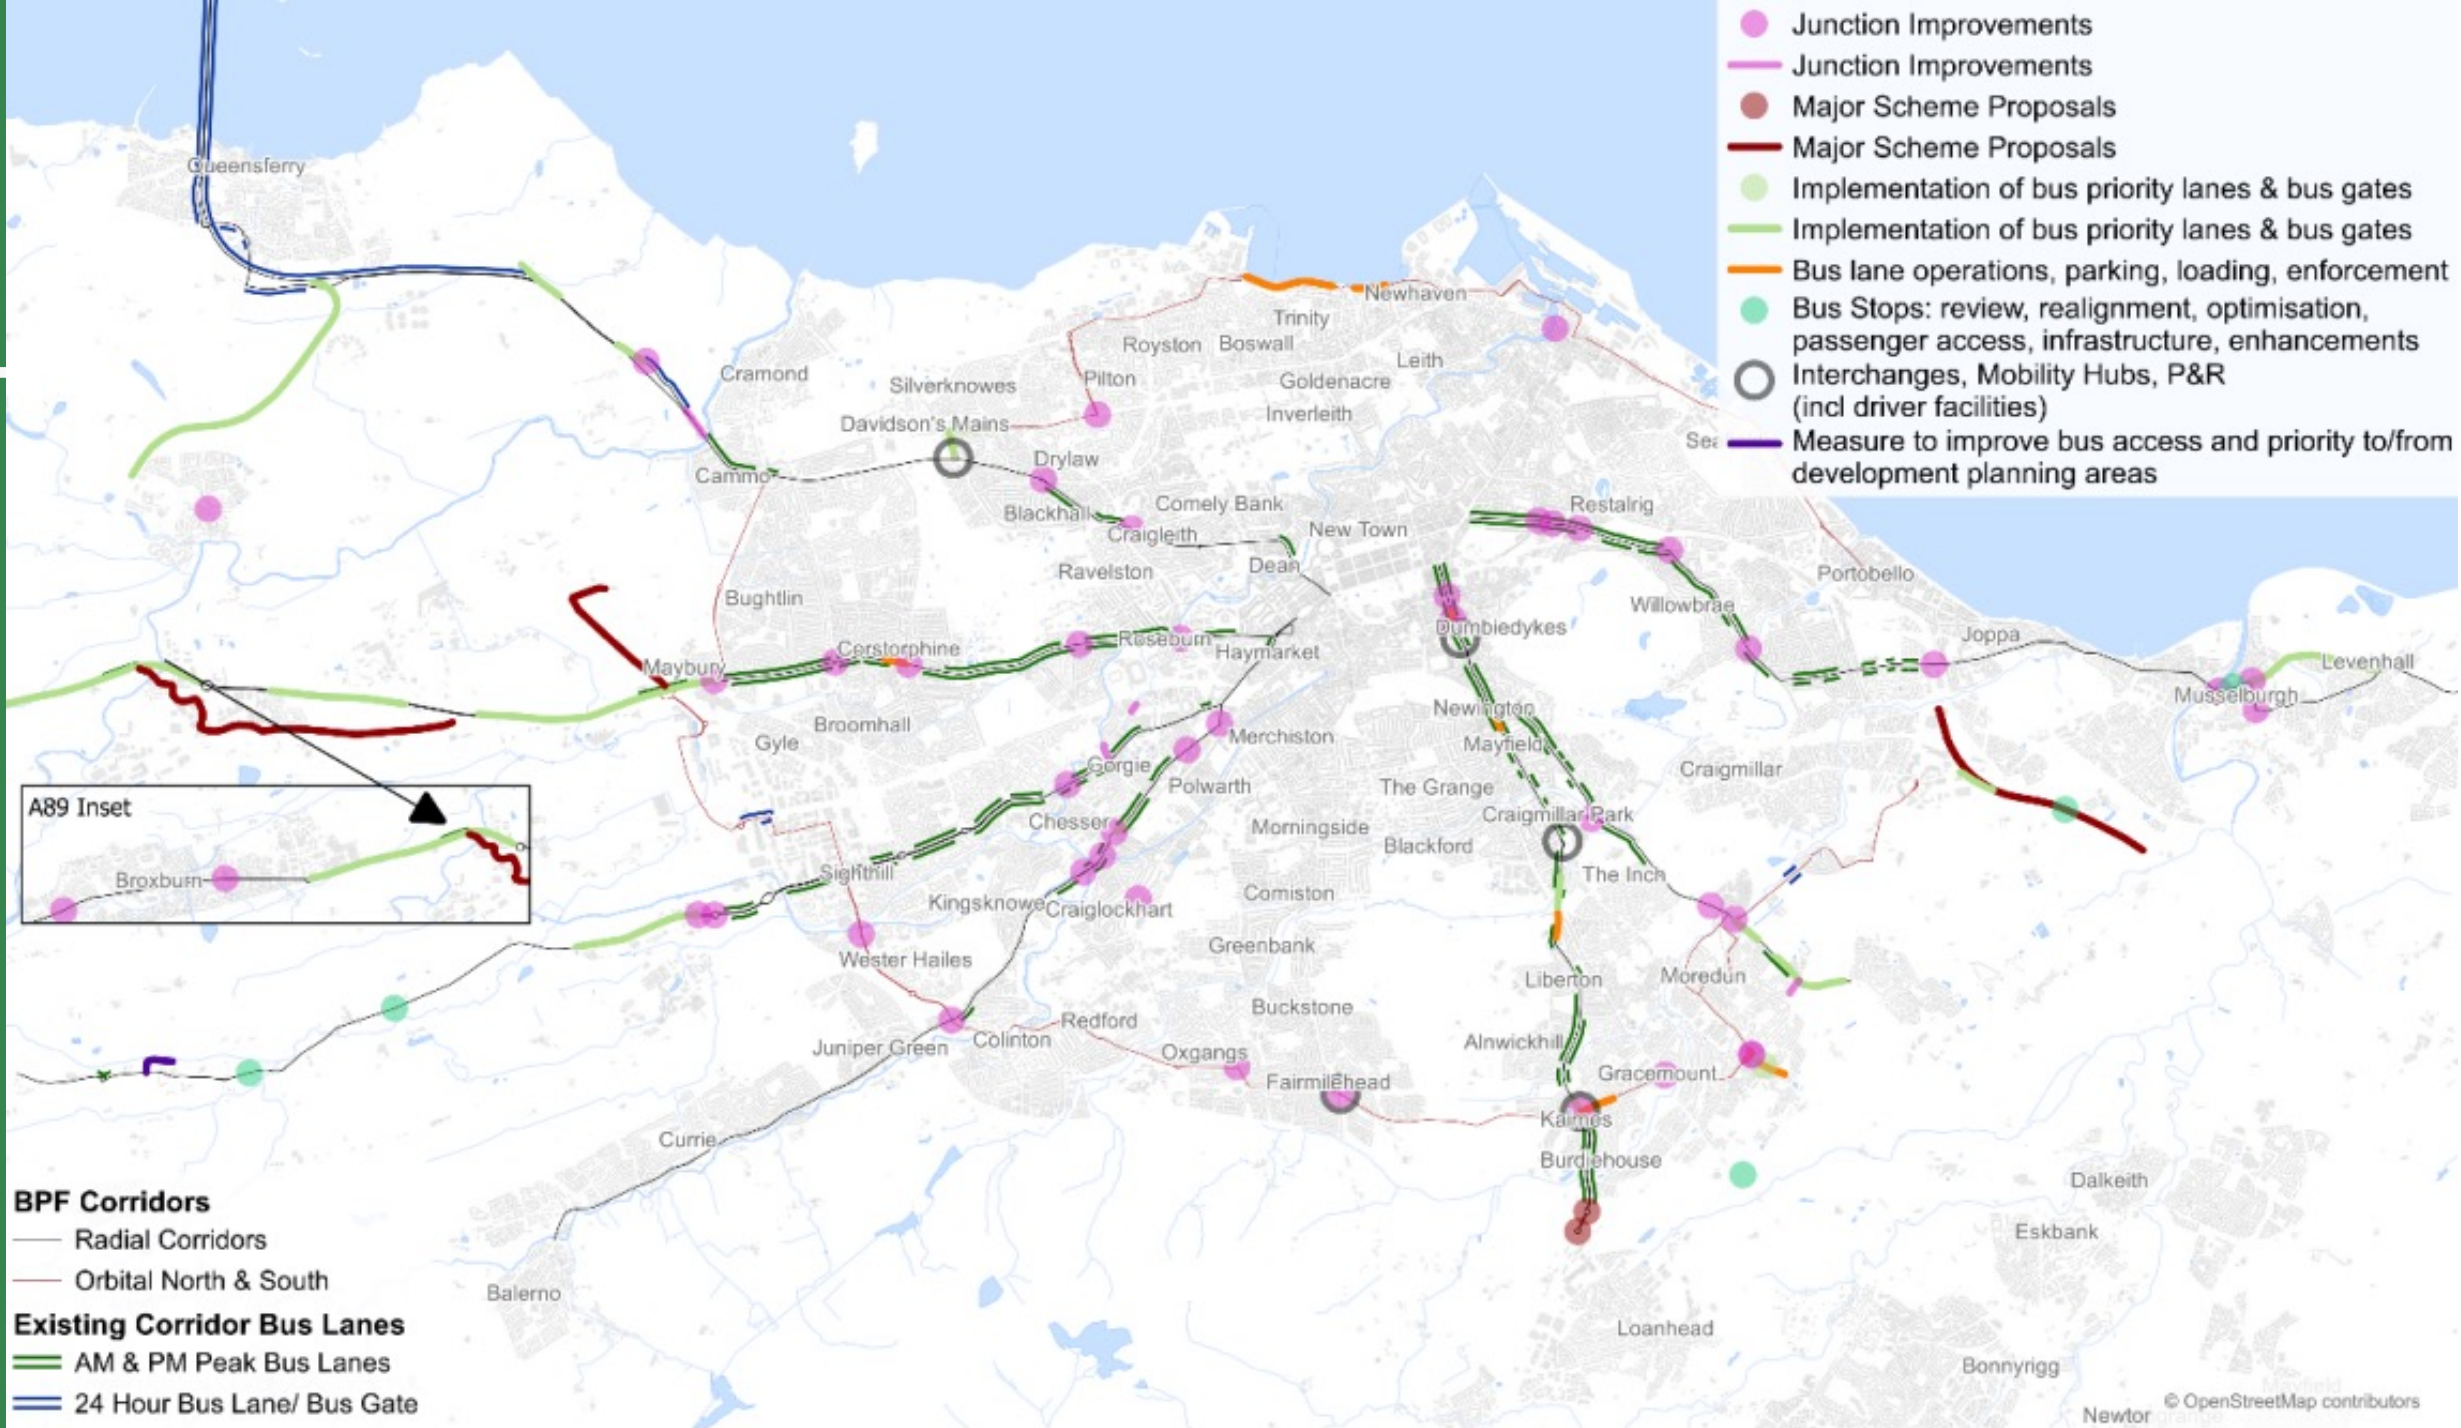 Junction Improvements
Junction Improvements
Major Scheme Proposals
Major Scheme Proposals
Implementation of bus priority lanes & bus gates
Implementation of bus priority lanes & bus gates
Bus lane operations, parking, loading, enforcement
Bus Stops: review, realignment, optimisation,
passenger access, infrastructure, enhancements
Interchanges, Mobility Hubs, P&R
(incl driver facilities)
Measure to improve bus access and priority to/from
development planning areas
Queensferry
Newhaven
Trinity
Royston
Boswall
Leith
Cramond
Silverknowes
Pilton
Goldenacre
Davidson's Mains
Inverleith
Sea
Drylaw
Cammo
Blackhall
Comely Bank
Restalrig
Craigleith
New Town
Ravelston
Dean
Portobello
Bughtlin
Willowbrae
Dumbiedykes
Joppa
Corstorphine
Roseburn
Haymarket
Maybury
Levenhall
Musselburgh
Newington
Broomhall
Gyle
Merchiston
Mayfield
Gorgie
Polwarth
The Grange
Craigmillar
A89 Inset
Chesser
Morningside
Craigmillar Park
Blackford
Broxburn
Sighthill
The Inch
Kingsknowe
Craiglockhart
Comiston
Greenbank
Wester Hailes
Liberton
Moredun
Buckstone
Redford
Juniper Green
Colinton
Oxgangs
Alnwickhill
Fairmilehead
Gracemount
Kaimes
Currie
Burdiehouse
Dalkeith
Eskbank
Balerno
Loanhead
Bonnyrigg
Mayfield
Newtor
BPF Corridors
Radial Corridors
Orbital North & South
Existing Corridor Bus Lanes
AM & PM Peak Bus Lanes
24 Hour Bus Lane/ Bus Gate
© OpenStreetMap contributors